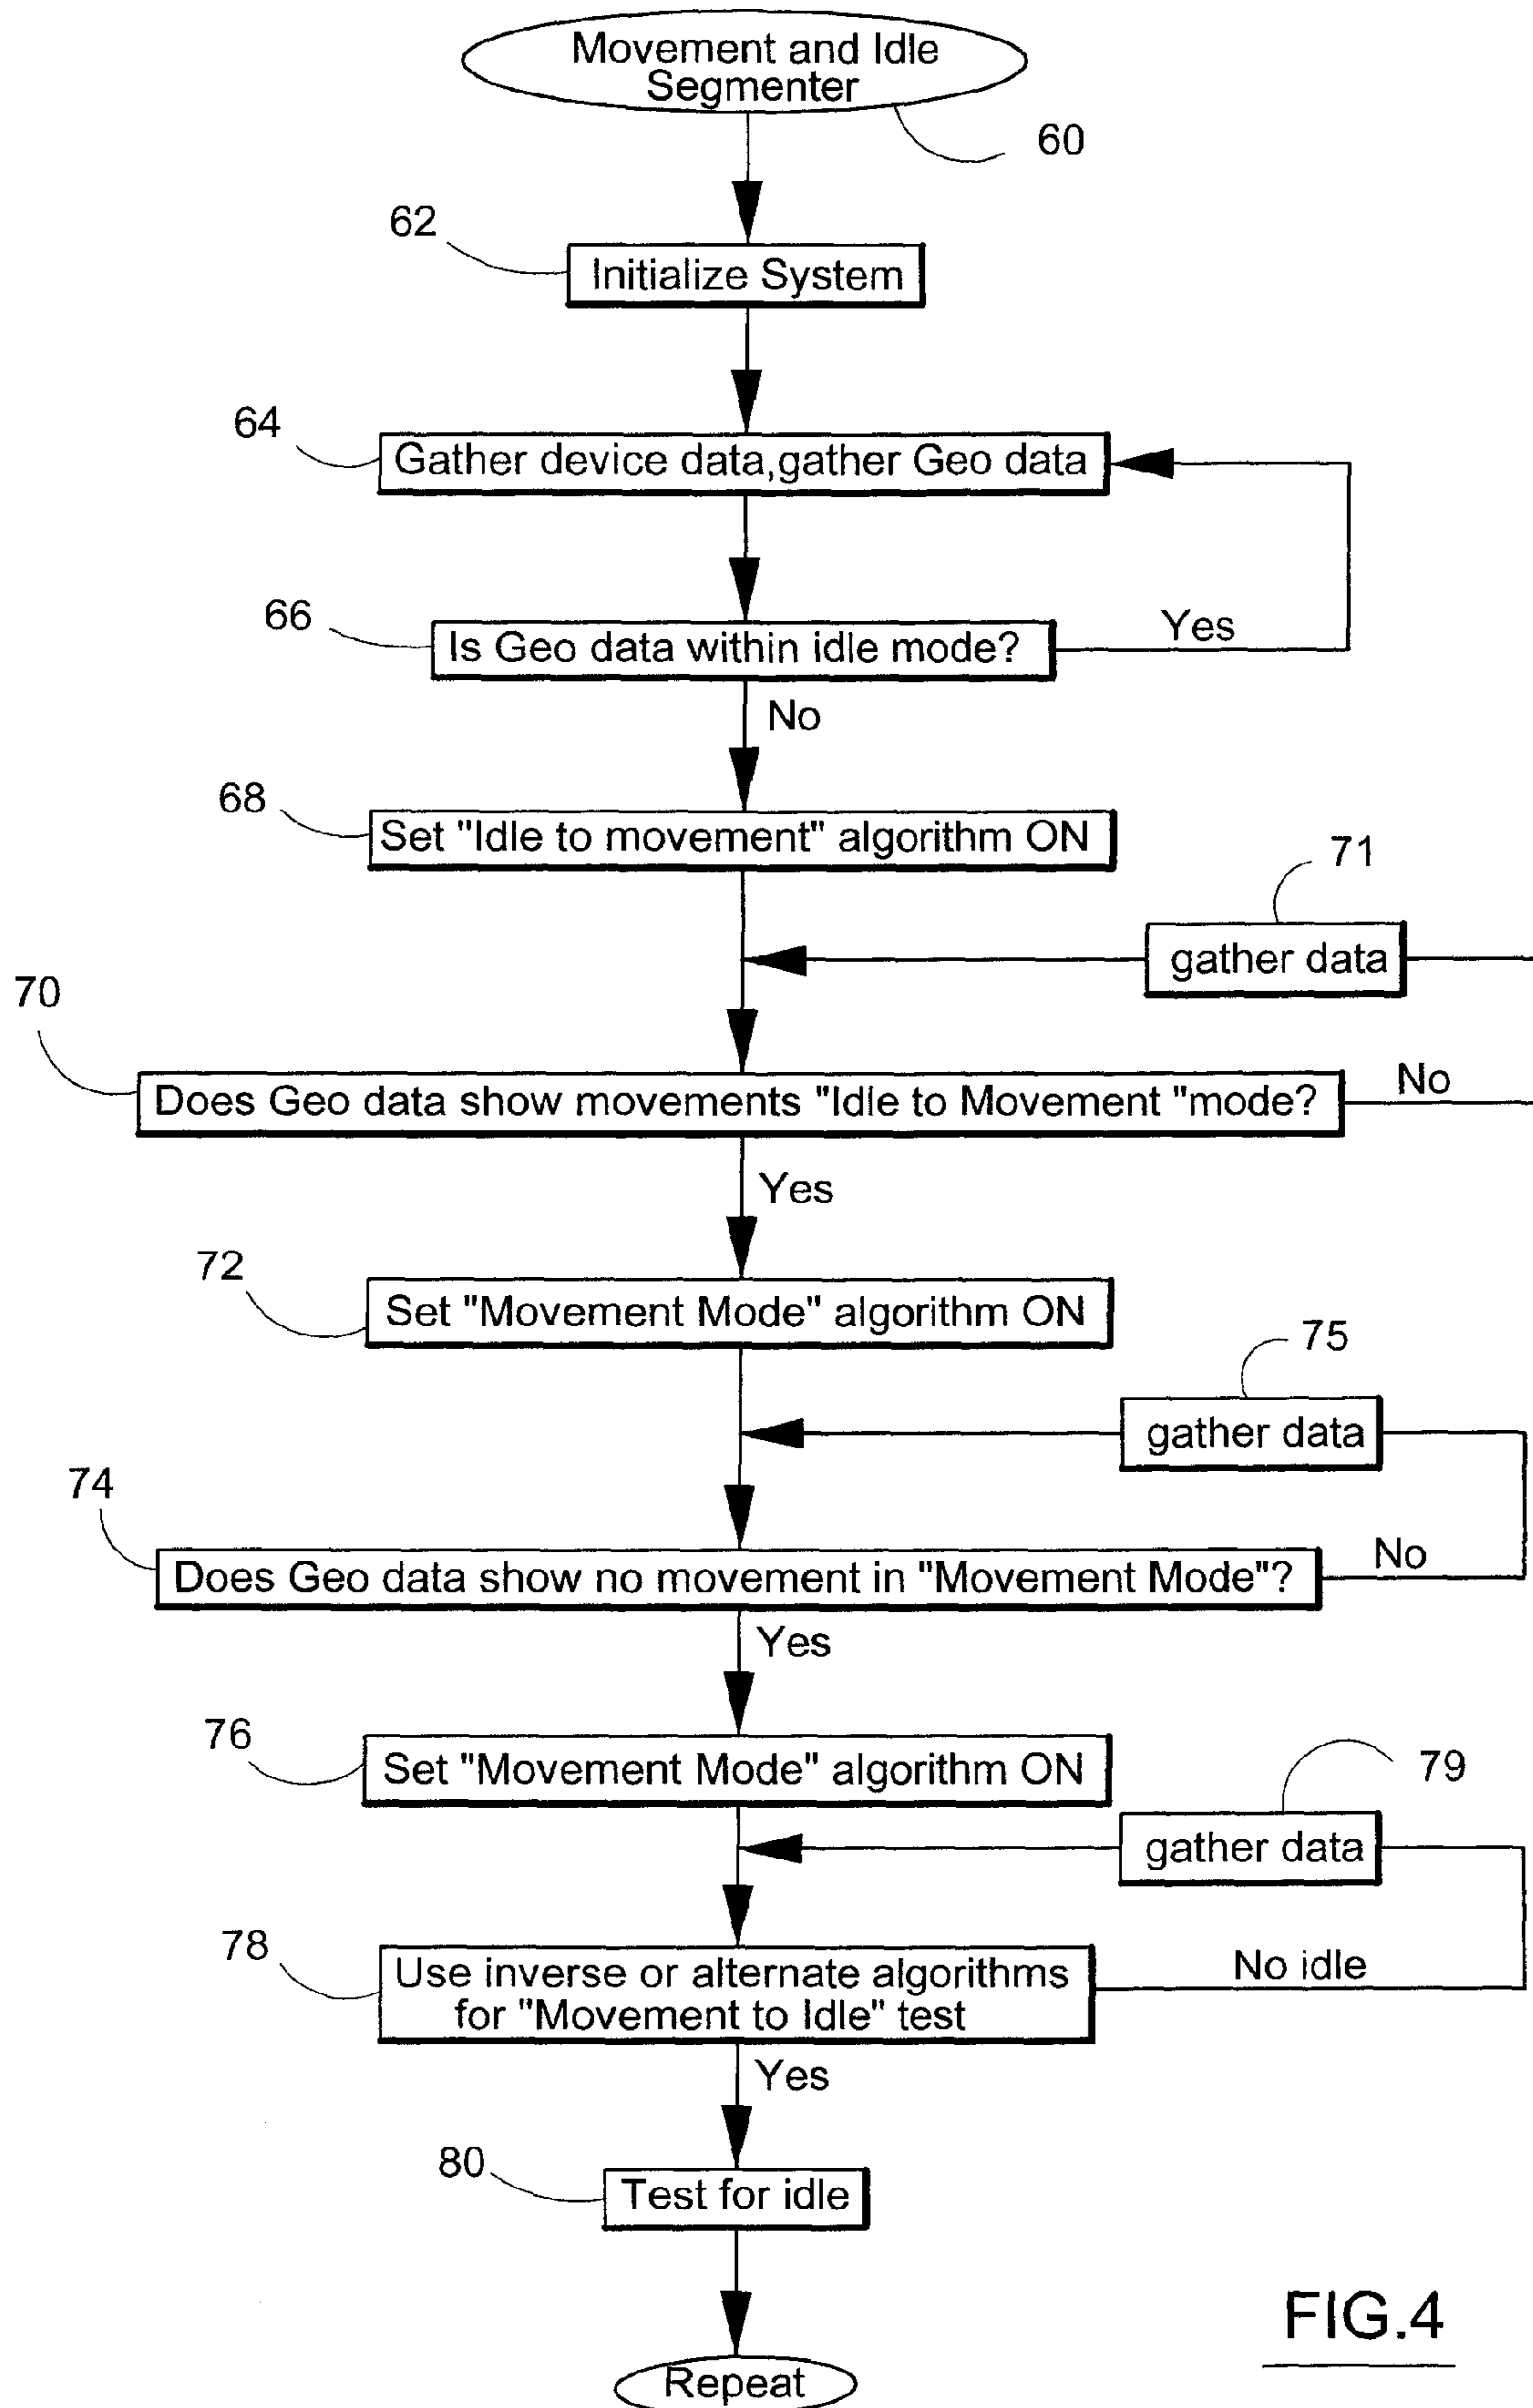 Movement and Idle
Segmenter
60
62
Initialize System
64
Gather device data,gather Geo data
66
Is Geo data within idle mode?
Yes
No
68
Set "Idle to movement" algorithm ON
71
gather data
70
Does Geo data show movements "Idle to Movement "mode?
No
Yes
72
Set "Movement Mode" algorithm ON
75
gather data
74
Does Geo data show no movement in "Movement Mode"?
No
Yes
76
Set "Movement Mode" algorithm ON
79
gather data
78
Use inverse or alternate algorithms
for "Movement to Idle" test
No idle
Yes
80
Test for idle
Repeat
FIG.4